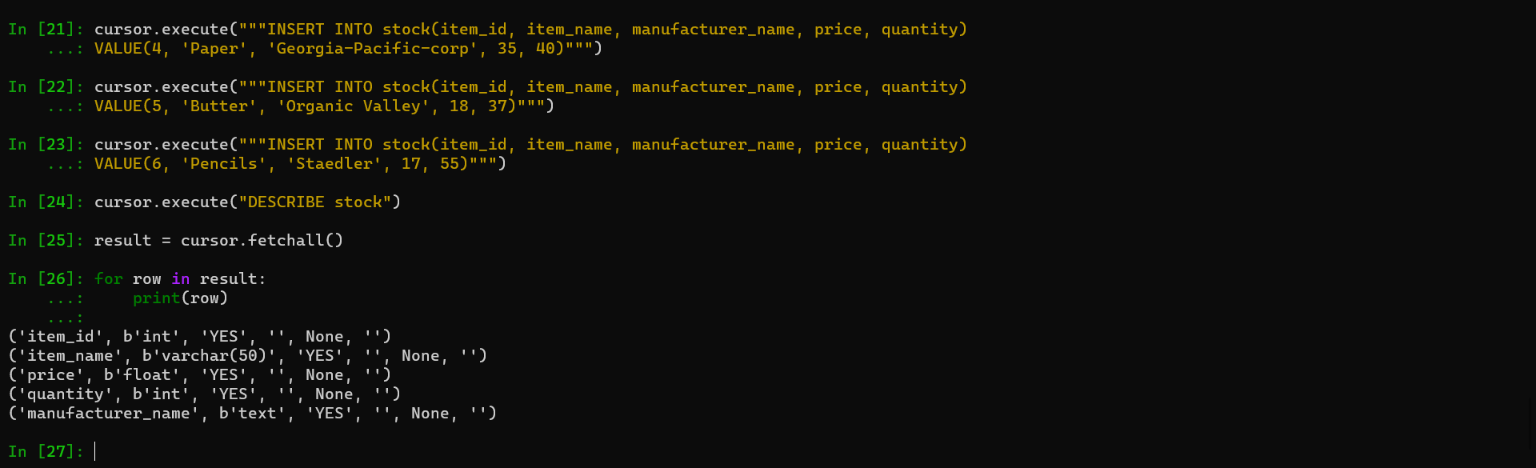 In [21]: cursor.execute("""INSERT INTO stock(item_id, item_name, manufacturer_name, price, quantity)
    ...: VALUE(4, 'Paper', 'Georgia-Pacific-corp', 35, 40)""")
In [22]: cursor.execute("""INSERT INTO stock(item_id, item_name, manufacturer_name, price, quantity)
    ...: VALUE(5, 'Butter', 'Organic Valley', 18, 37)""")
In [23]: cursor.execute("""INSERT INTO stock(item_id, item_name, manufacturer_name, price, quantity)
    ...: VALUE(6, 'Pencils', 'Staedler', 17, 55)""")
In [24]: cursor.execute("DESCRIBE stock")
In [25]: result = cursor.fetchall()
In [26]: for row in result:
    ...:     print(row)
    ...:
('item_id', b'int', 'YES', '', None, '')
('item_name', b'varchar(50)', 'YES', '', None, '')
('price', b'float', 'YES', '', None, '')
('quantity', b'int', 'YES', '', None, '')
('manufacturer_name', b'text', 'YES', '', None, '')
In [27]: